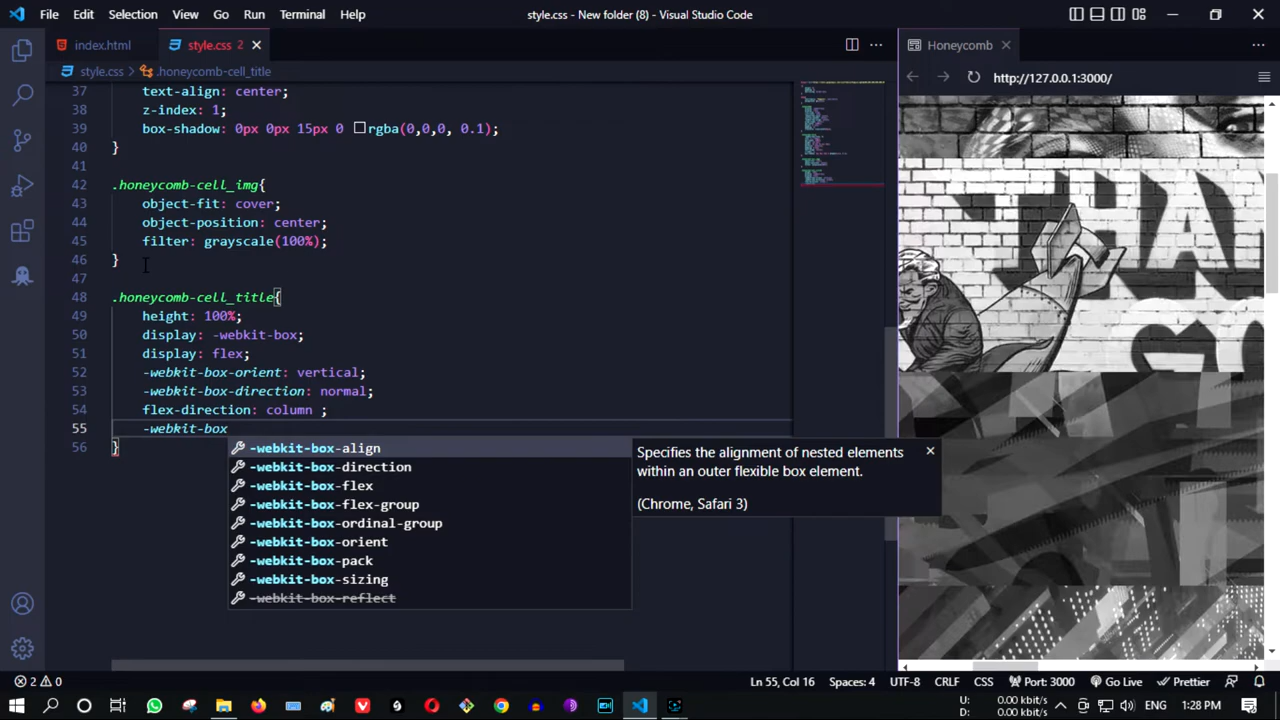 File Edit Selection View Go Run Terminal Help style.css - New folder (8) - Visual Studio Code
index.html style.css 2
style.css > .honeycomb-cell_title
37 text-align: center;
38 z-index: 1;
39 box-shadow: 0px 0px 15px 0 rgba(0,0,0, 0.1);
40 }
41
42 .honeycomb-cell_img{
43 object-fit: cover;
44 object-position: center;
45 filter: grayscale(100%);
46 }
47
48 .honeycomb-cell_title{
49 height: 100%;
50 display: -webkit-box;
51 display: flex;
52 -webkit-box-orient: vertical;
53 -webkit-box-direction: normal;
54 flex-direction: column ;
55 -webkit-box
56 }
-webkit-box-align
-webkit-box-direction
-webkit-box-flex
-webkit-box-flex-group
-webkit-box-ordinal-group
-webkit-box-orient
-webkit-box-pack
-webkit-box-sizing
-webkit-box-reflect
Specifies the alignment of nested elements
within an outer flexible box element.
(Chrome, Safari 3)
Honeycomb
http://127.0.0.1:3000/
THAN
2 0 Ln 55, Col 16 Spaces: 4 UTF-8 CRLF CSS Port: 3000 Go Live Prettier
U: 0.00 kbit/s
D: 0.00 kbit/s
ENG 1:28 PM